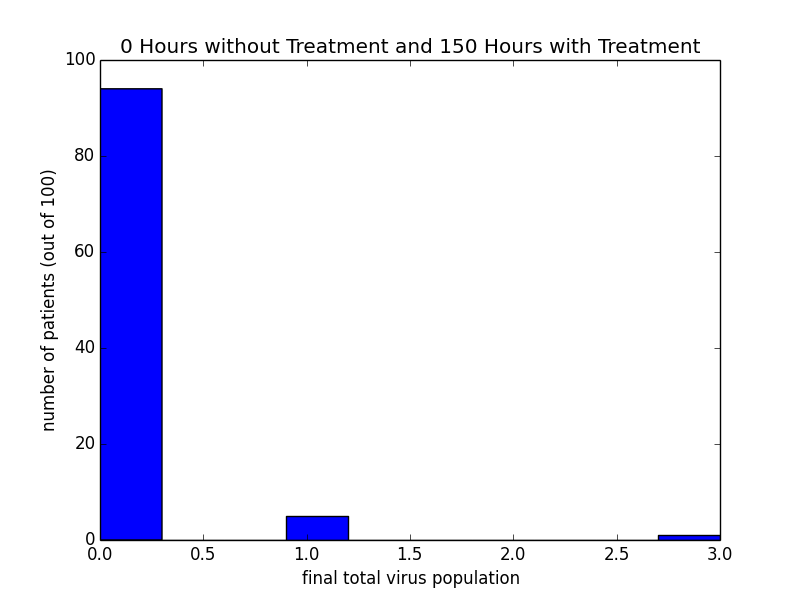 0 Hours without Treatment and 150 Hours with Treatment
100
80
60
40
20
0
number of patients (out of 100)
0.0 0.5 1.0 1.5 2.0 2.5 3.0
final total virus population